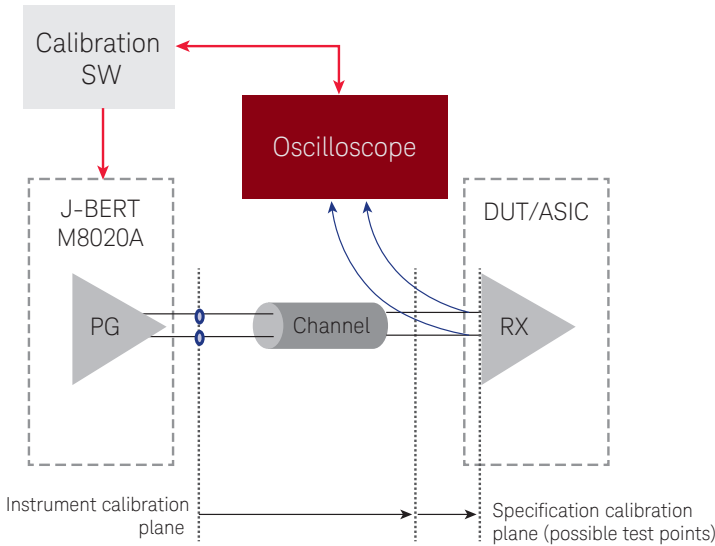 Calibration
SW
Oscilloscope
J-BERT
M8020A
DUT/ASIC
PG
Channel
RX
Instrument calibration
plane
Specification calibration
plane (possible test points)